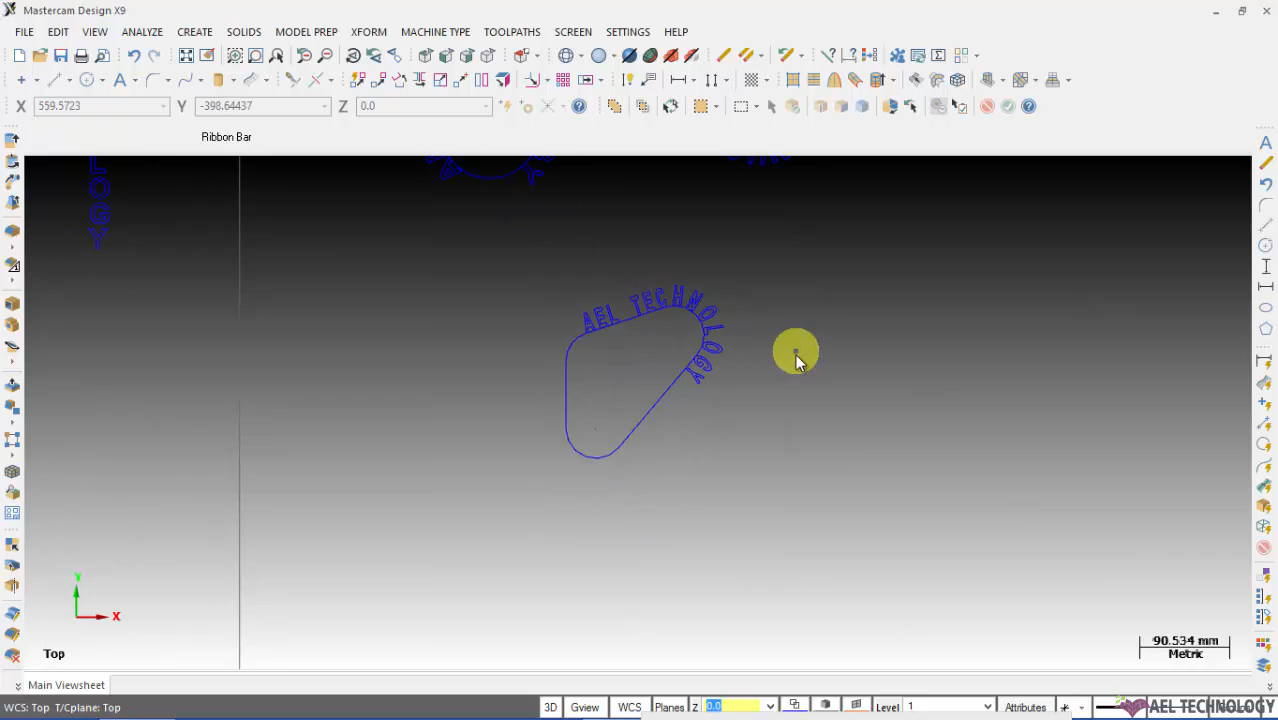 Mastercam Design X9
FILE EDIT VIEW ANALYZE CREATE SOLIDS MODEL PREP XFORM MACHINE TYPE TOOLPATHS SCREEN SETTINGS HELP
X 559.5723 Y -398.64437 Z 0.0
Ribbon Bar
LOGY
AEL TECHNOLOGY
Y
X
Top
90.534 mm
Metric
Main Viewsheet
WCS: Top T/Cplane: Top 3D Gview WCS Planes Z 0.0 Level 1 Attributes
AEL TECHNOLOGY